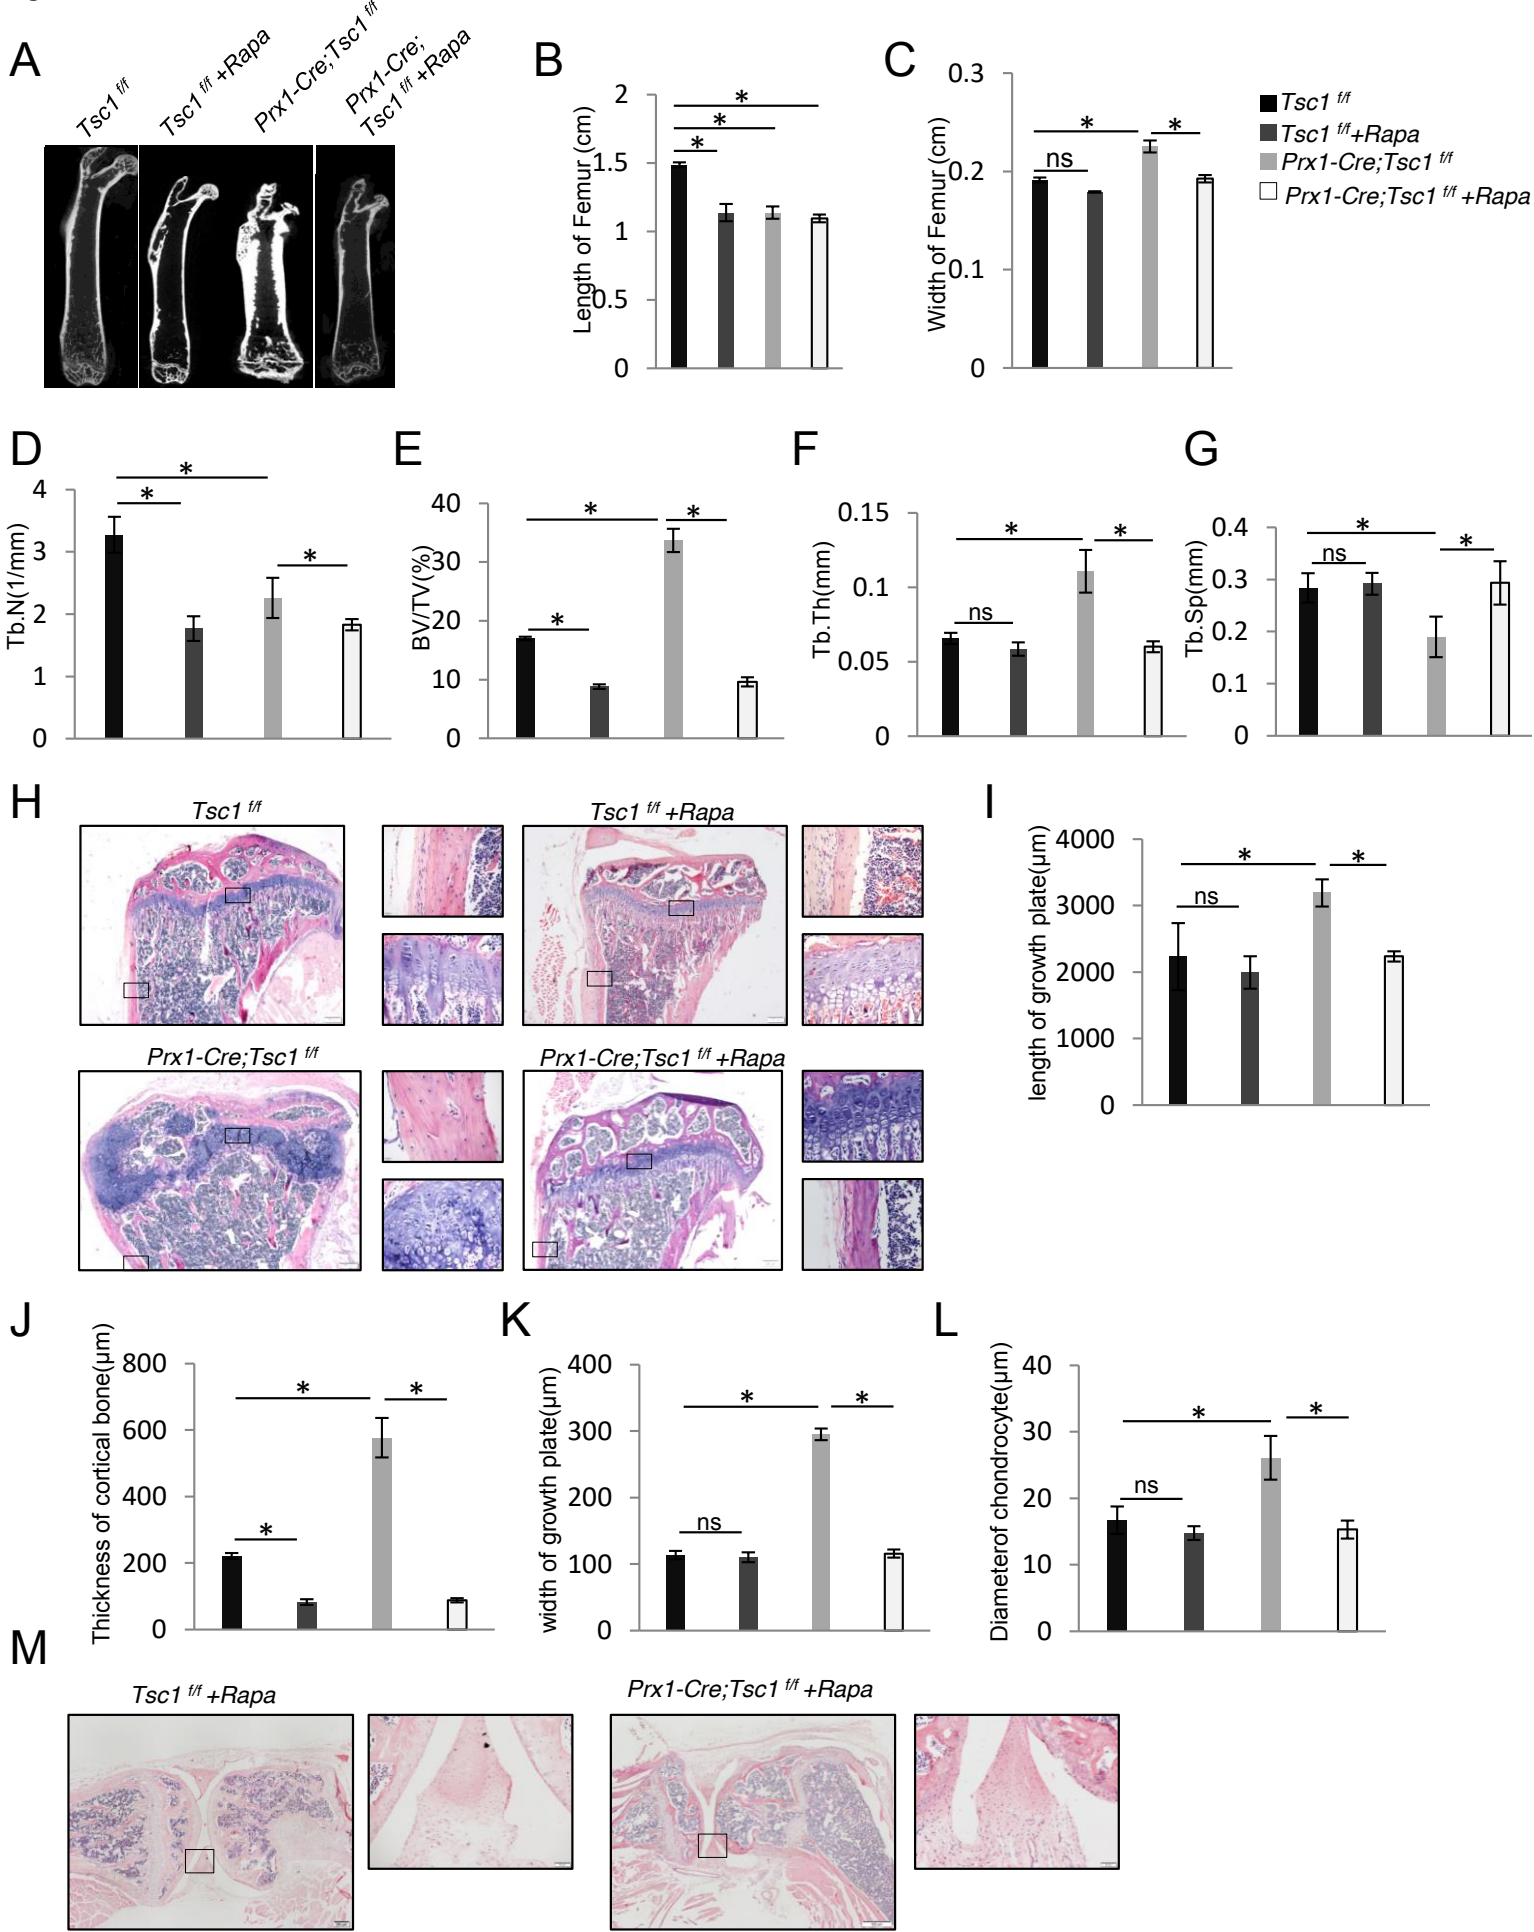 A
Tsc1 f/f
Tsc1 f/f +Rapa
Prx1-Cre;Tsc1 f/f
Prx1-Cre;
Tsc1 f/f +Rapa
B
Length of Femur (cm)
2
1.5
1
0.5
0
*
*
*
C
Width of Femur (cm)
0.3
0.2
0.1
0
*
*
ns
Tsc1 f/f
Tsc1 f/f+Rapa
Prx1-Cre;Tsc1 f/f
Prx1-Cre;Tsc1 f/f +Rapa
D
Tb.N(1/mm)
4
3
2
1
0
*
*
*
E
BV/TV(%)
40
30
20
10
0
*
*
*
F
Tb.Th(mm)
0.15
0.1
0.05
0
*
*
ns
G
Tb.Sp(mm)
0.4
0.3
0.2
0.1
0
*
*
ns
H
Tsc1 f/f
Tsc1 f/f +Rapa
Prx1-Cre;Tsc1 f/f
Prx1-Cre;Tsc1 f/f +Rapa
I
length of growth plate(µm)
4000
3000
2000
1000
0
*
*
ns
J
Thickness of cortical bone(µm)
800
600
400
200
0
*
*
*
K
width of growth plate(µm)
400
300
200
100
0
*
*
ns
L
Diameterof chondrocyte(µm)
40
30
20
10
0
*
*
ns
M
Tsc1 f/f +Rapa
Prx1-Cre;Tsc1 f/f +Rapa